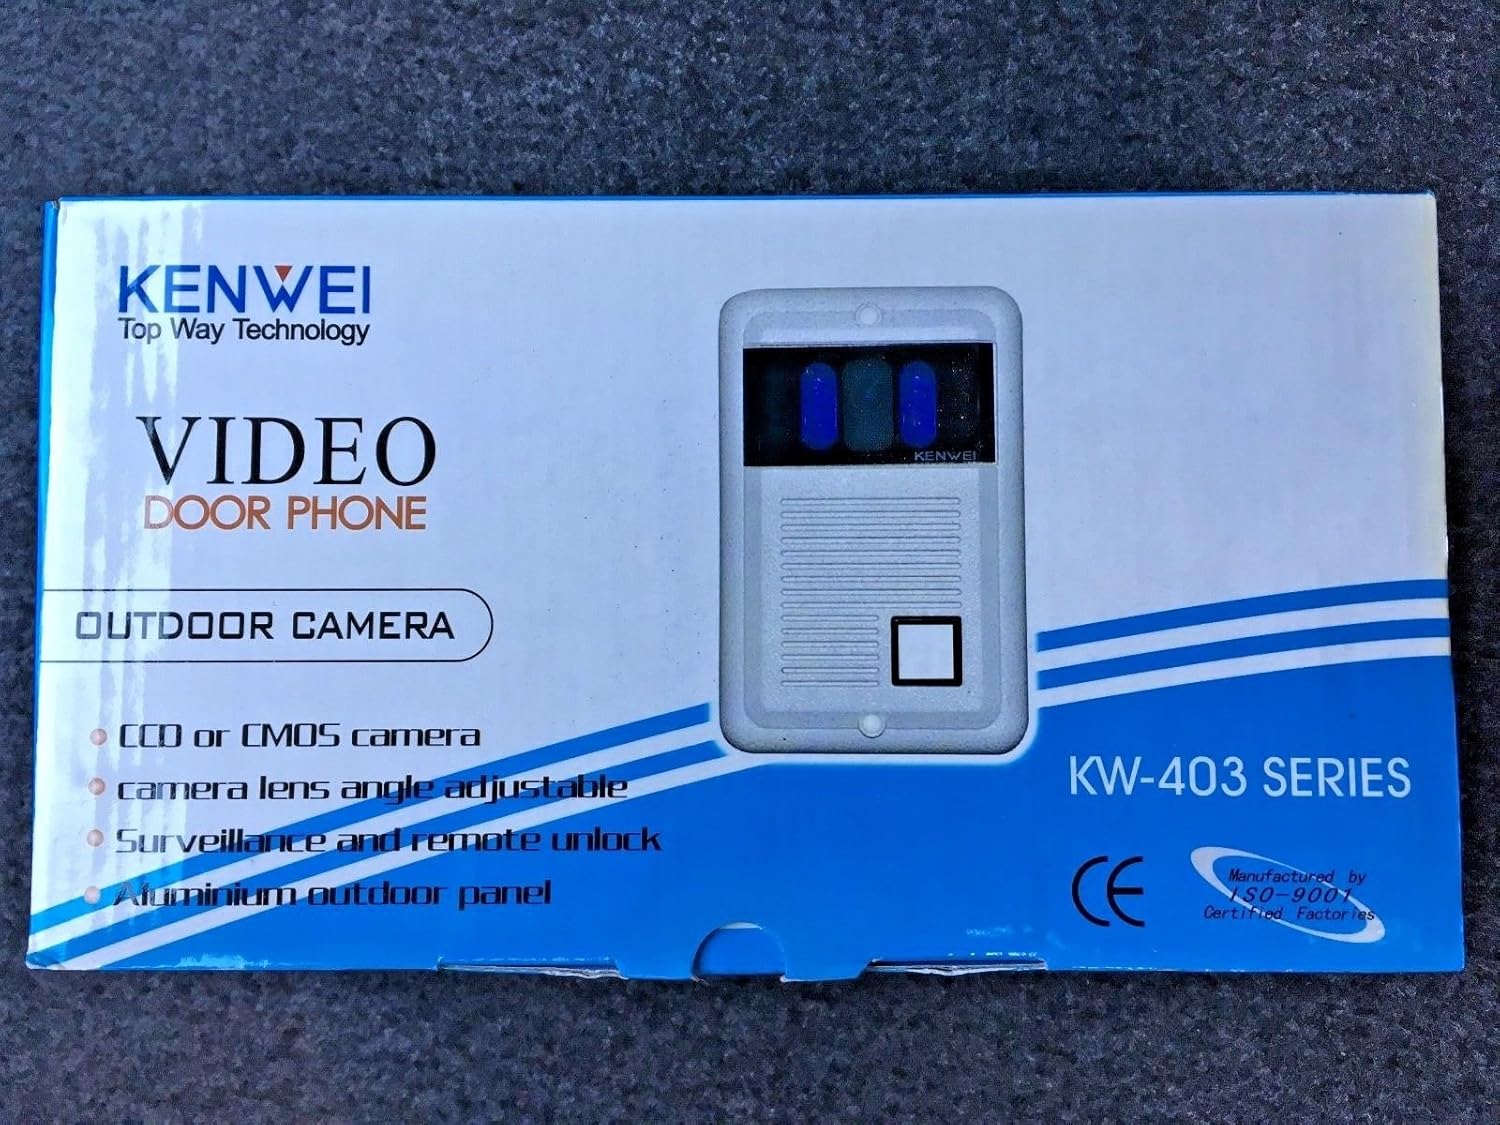 KENWEI
Top Way Technology
VIDEO
DOOR PHONE
OUTDOOR CAMERA
CCD or CMOS camera
camera lens angle adjustable
Surveillance and remote unlock
Aluminium outdoor panel
KENWEI
KW-403 SERIES
CE
Manufactured by
ISO-9001
Certified Factories